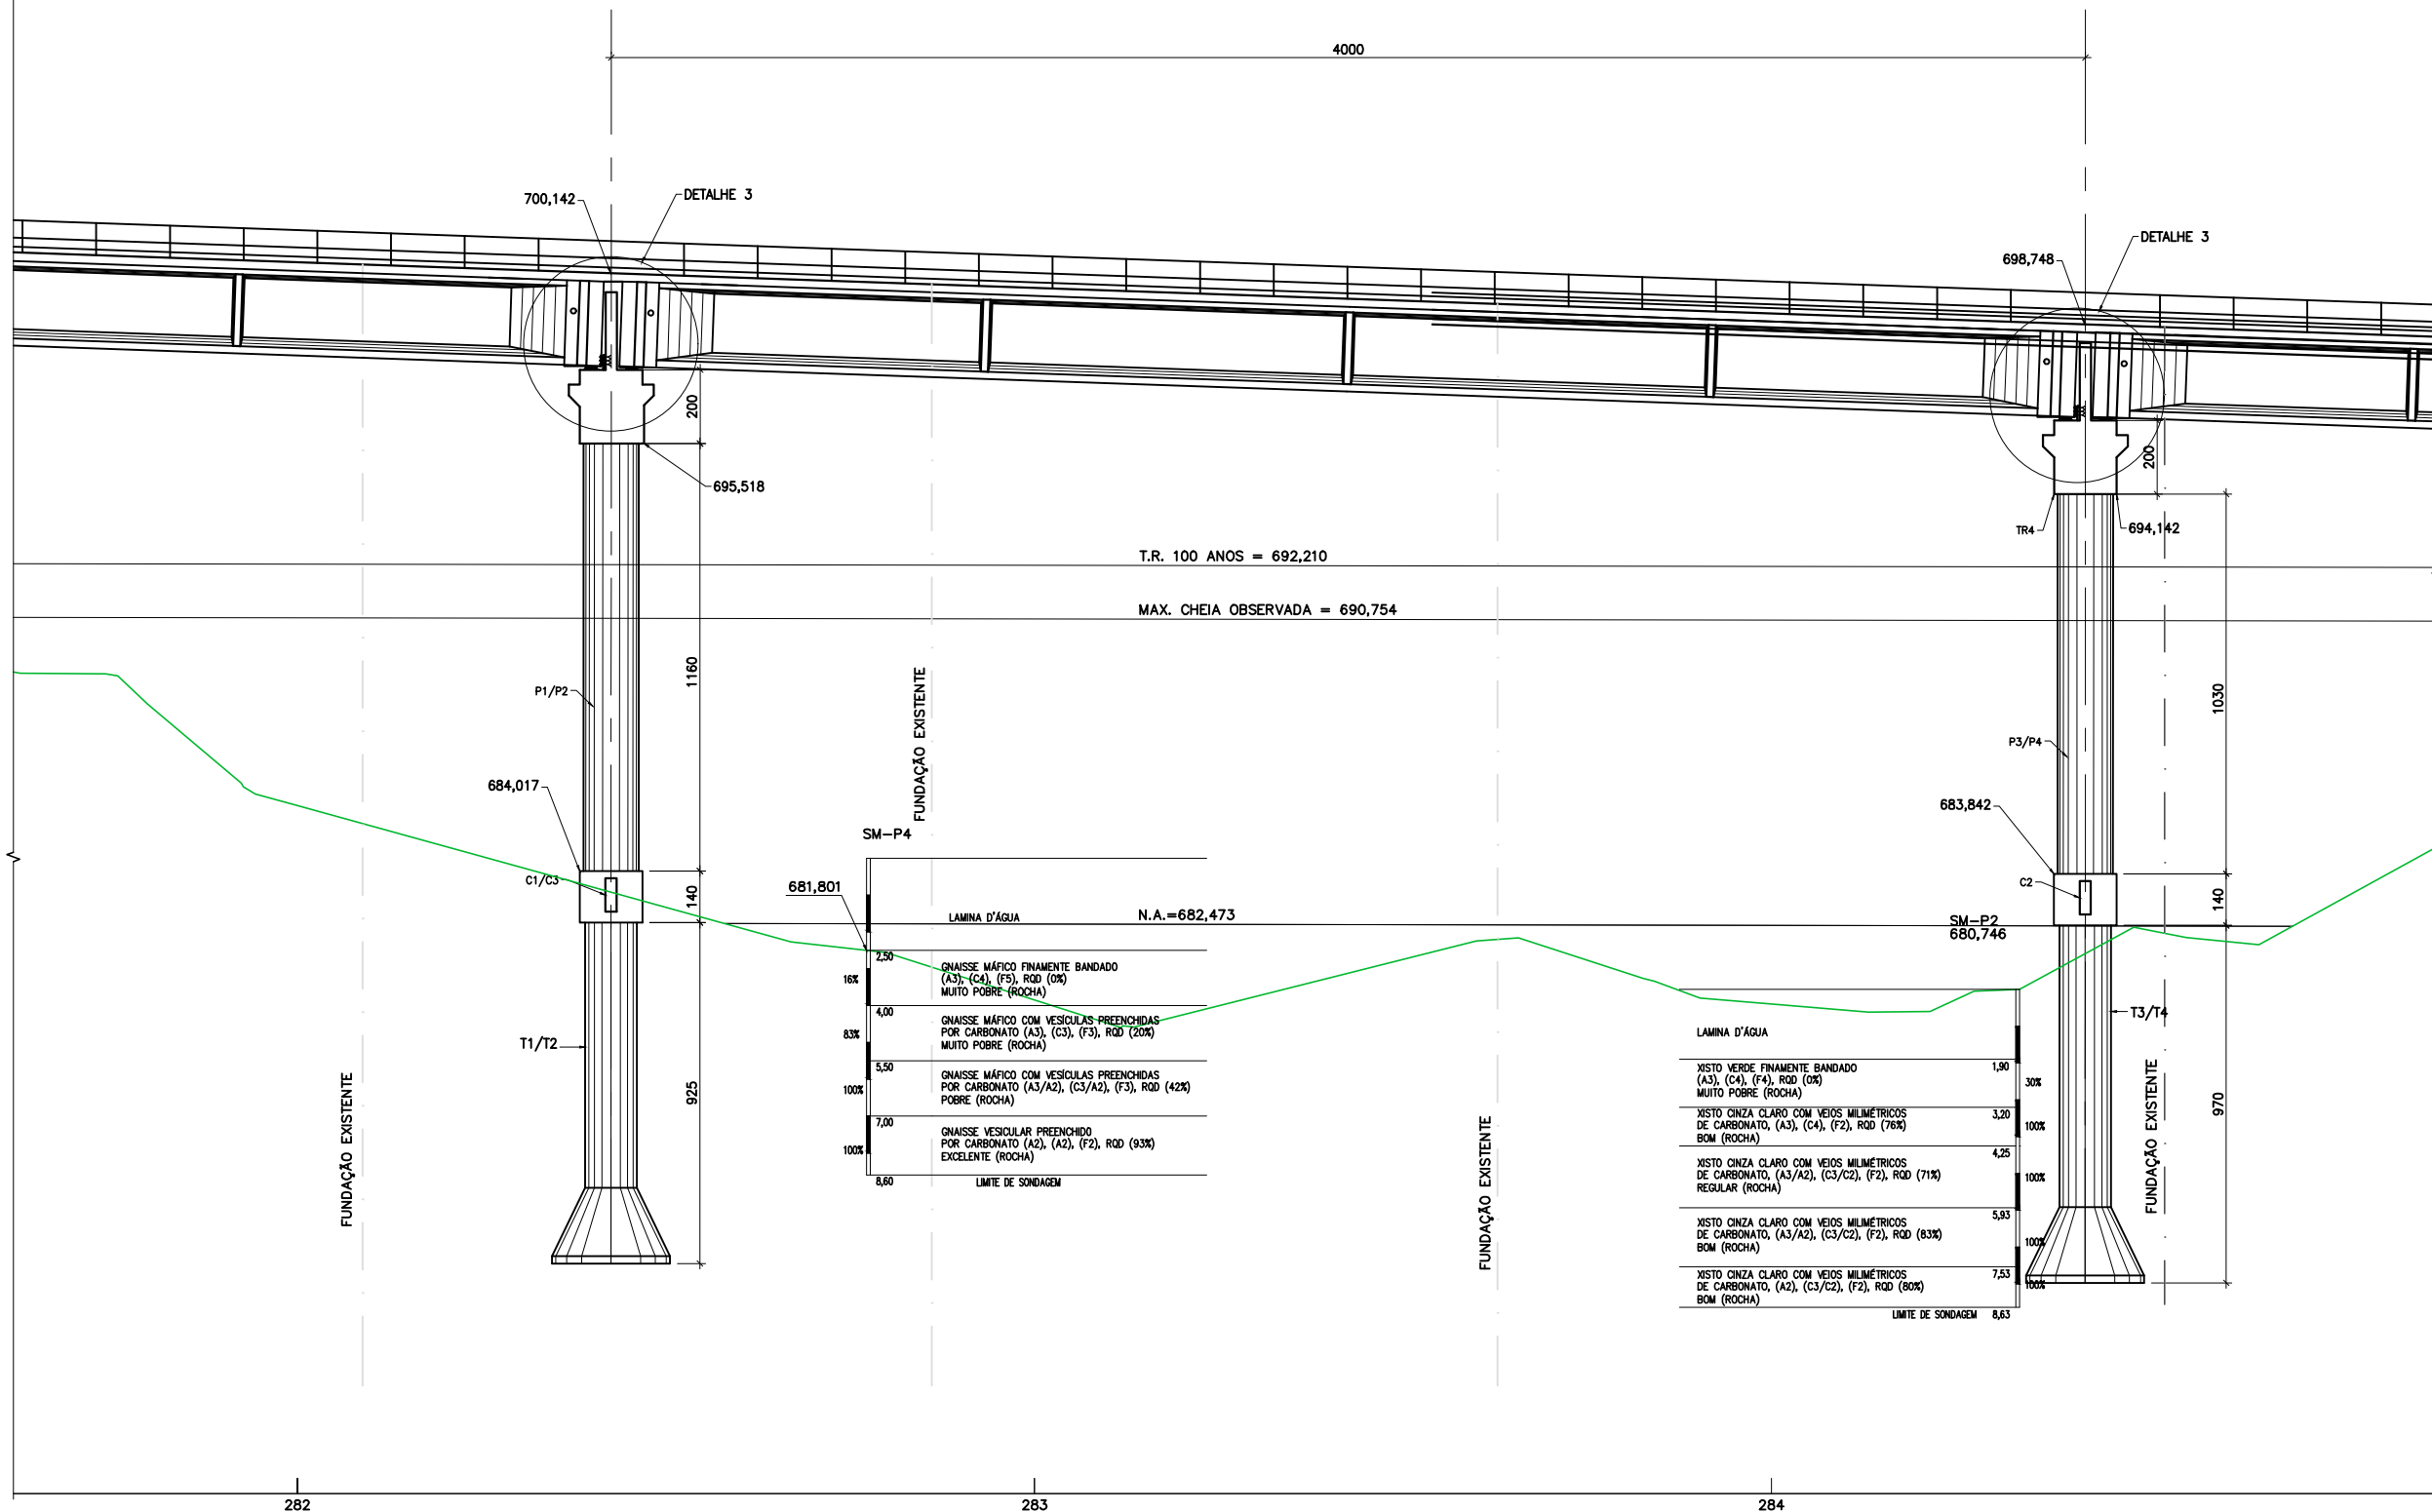 4000
700,142
DETALHE 3
DETALHE 3
698,748
200
695,518
200
TR4
694,142
T.R. 100 ANOS = 692,210
MAX. CHEIA OBSERVADA = 690,754
1160
P1/P2
1030
P3/P4
FUNDAÇÃO EXISTENTE
684,017
683,842
SM-P4
C1/C3
140
681,801
LAMINA D'ÁGUA
N.A.=682,473
C2
140
SM-P2
680,746
2,50
16%
GNAISSE MÁFICO FINAMENTE BANDADO
(A3), (C4), (F5), RQD (0%)
MUITO POBRE (ROCHA)
4,00
83%
GNAISSE MÁFICO COM VESÍCULAS PREENCHIDAS
POR CARBONATO (A3), (C3), (F3), RQD (20%)
MUITO POBRE (ROCHA)
5,50
100%
GNAISSE MÁFICO COM VESÍCULAS PREENCHIDAS
POR CARBONATO (A3/A2), (C3/A2), (F3), RQD (42%)
POBRE (ROCHA)
7,00
100%
GNAISSE VESICULAR PREENCHIDO
POR CARBONATO (A2), (A2), (F2), RQD (93%)
EXCELENTE (ROCHA)
8,60
LIMITE DE SONDAGEM
T1/T2
925
FUNDAÇÃO EXISTENTE
FUNDAÇÃO EXISTENTE
LAMINA D'ÁGUA
T3/T4
XISTO VERDE FINAMENTE BANDADO
(A3), (C4), (F4), RQD (0%)
MUITO POBRE (ROCHA)
1,90
30%
XISTO CINZA CLARO COM VEIOS MILIMÉTRICOS
DE CARBONATO, (A3), (C4), (F2), RQD (76%)
BOM (ROCHA)
3,20
100%
XISTO CINZA CLARO COM VEIOS MILIMÉTRICOS
DE CARBONATO, (A3/A2), (C3/C2), (F2), RQD (71%)
REGULAR (ROCHA)
4,25
100%
XISTO CINZA CLARO COM VEIOS MILIMÉTRICOS
DE CARBONATO, (A3/A2), (C3/C2), (F2), RQD (83%)
BOM (ROCHA)
5,93
100%
XISTO CINZA CLARO COM VEIOS MILIMÉTRICOS
DE CARBONATO, (A2), (C3/C2), (F2), RQD (80%)
BOM (ROCHA)
7,53
100%
LIMITE DE SONDAGEM 8,63
FUNDAÇÃO EXISTENTE
970
282
283
284